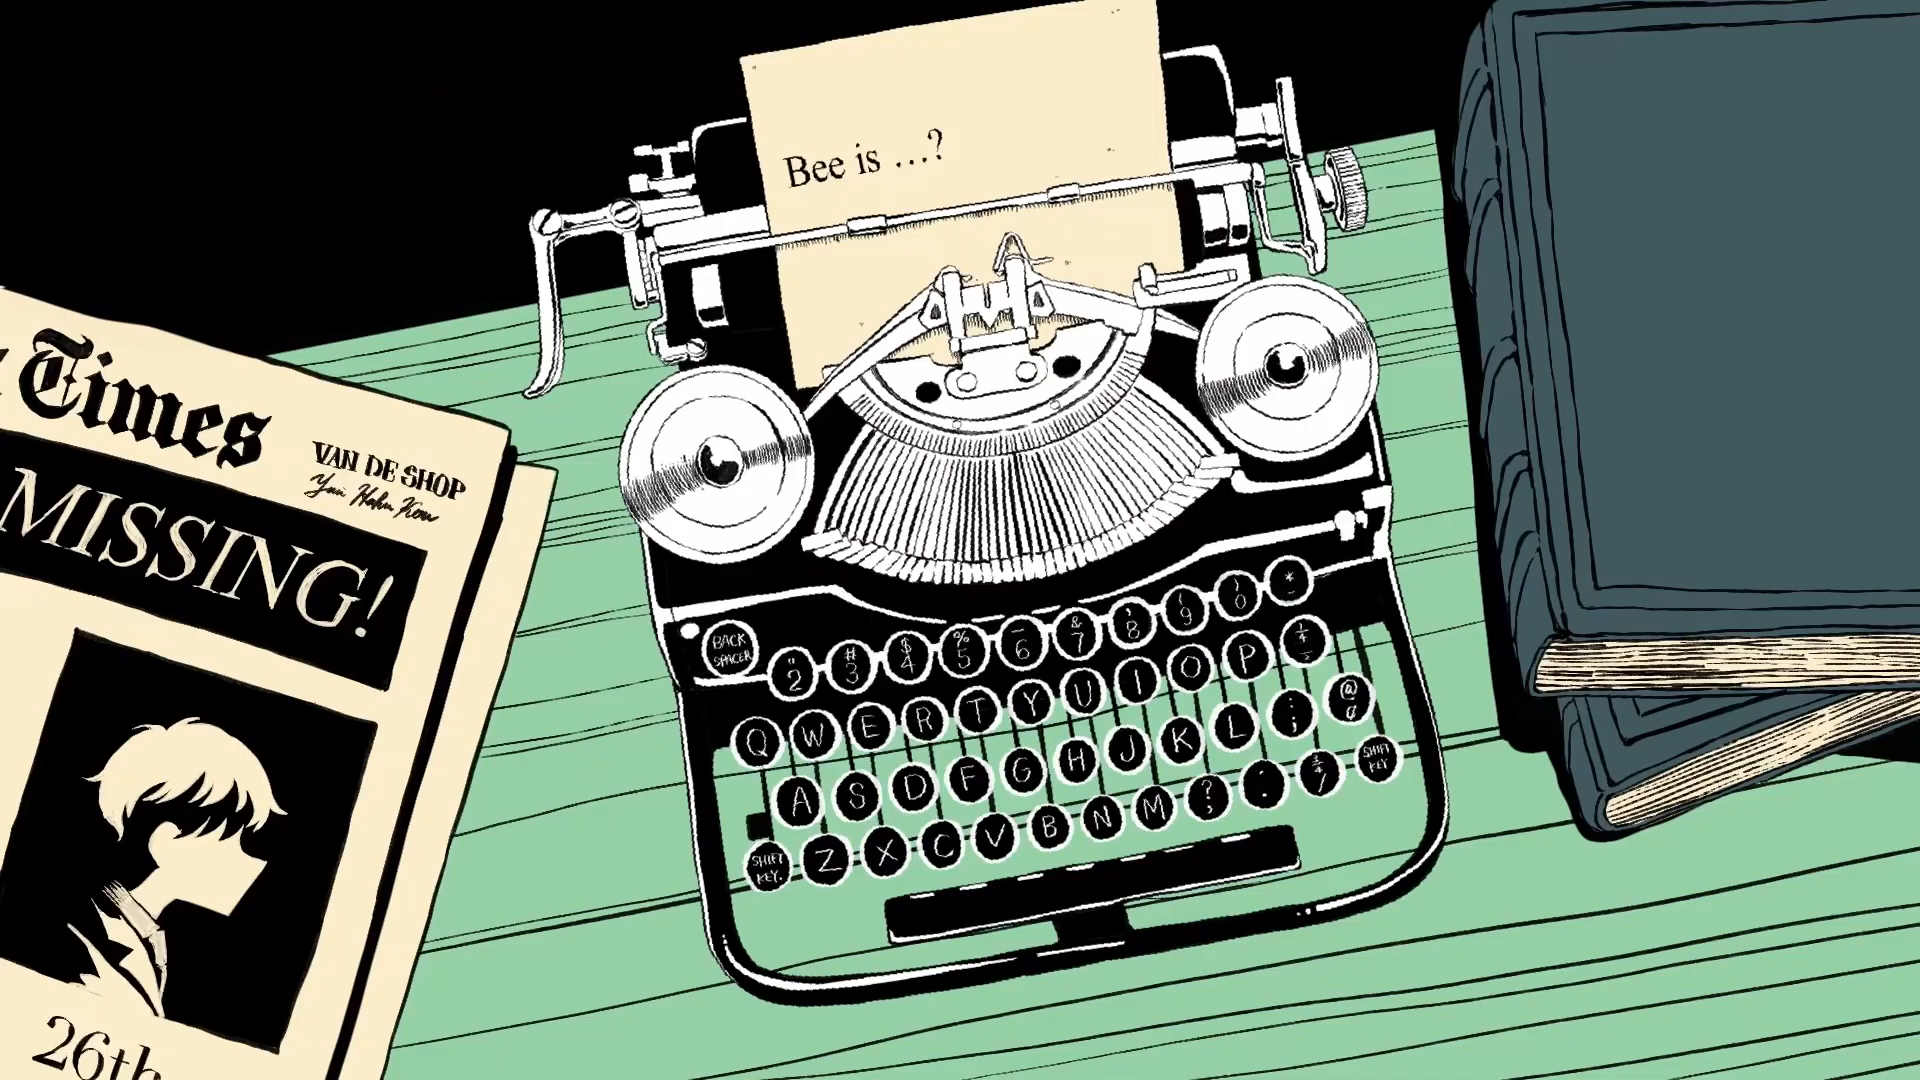 Bee is ...?
Times
VAN DE SHOP
MISSING!
26th
BACK SPACER
" 2 # 3 $ 4 % 5 _ 6 & 7 ' 8 ( 9 ) 0 * -
Q W E R T Y U I O P
A S D F G H J K L : ; @
SHIFT KEY. Z X C V B N M ? , . / SHIFT KEY